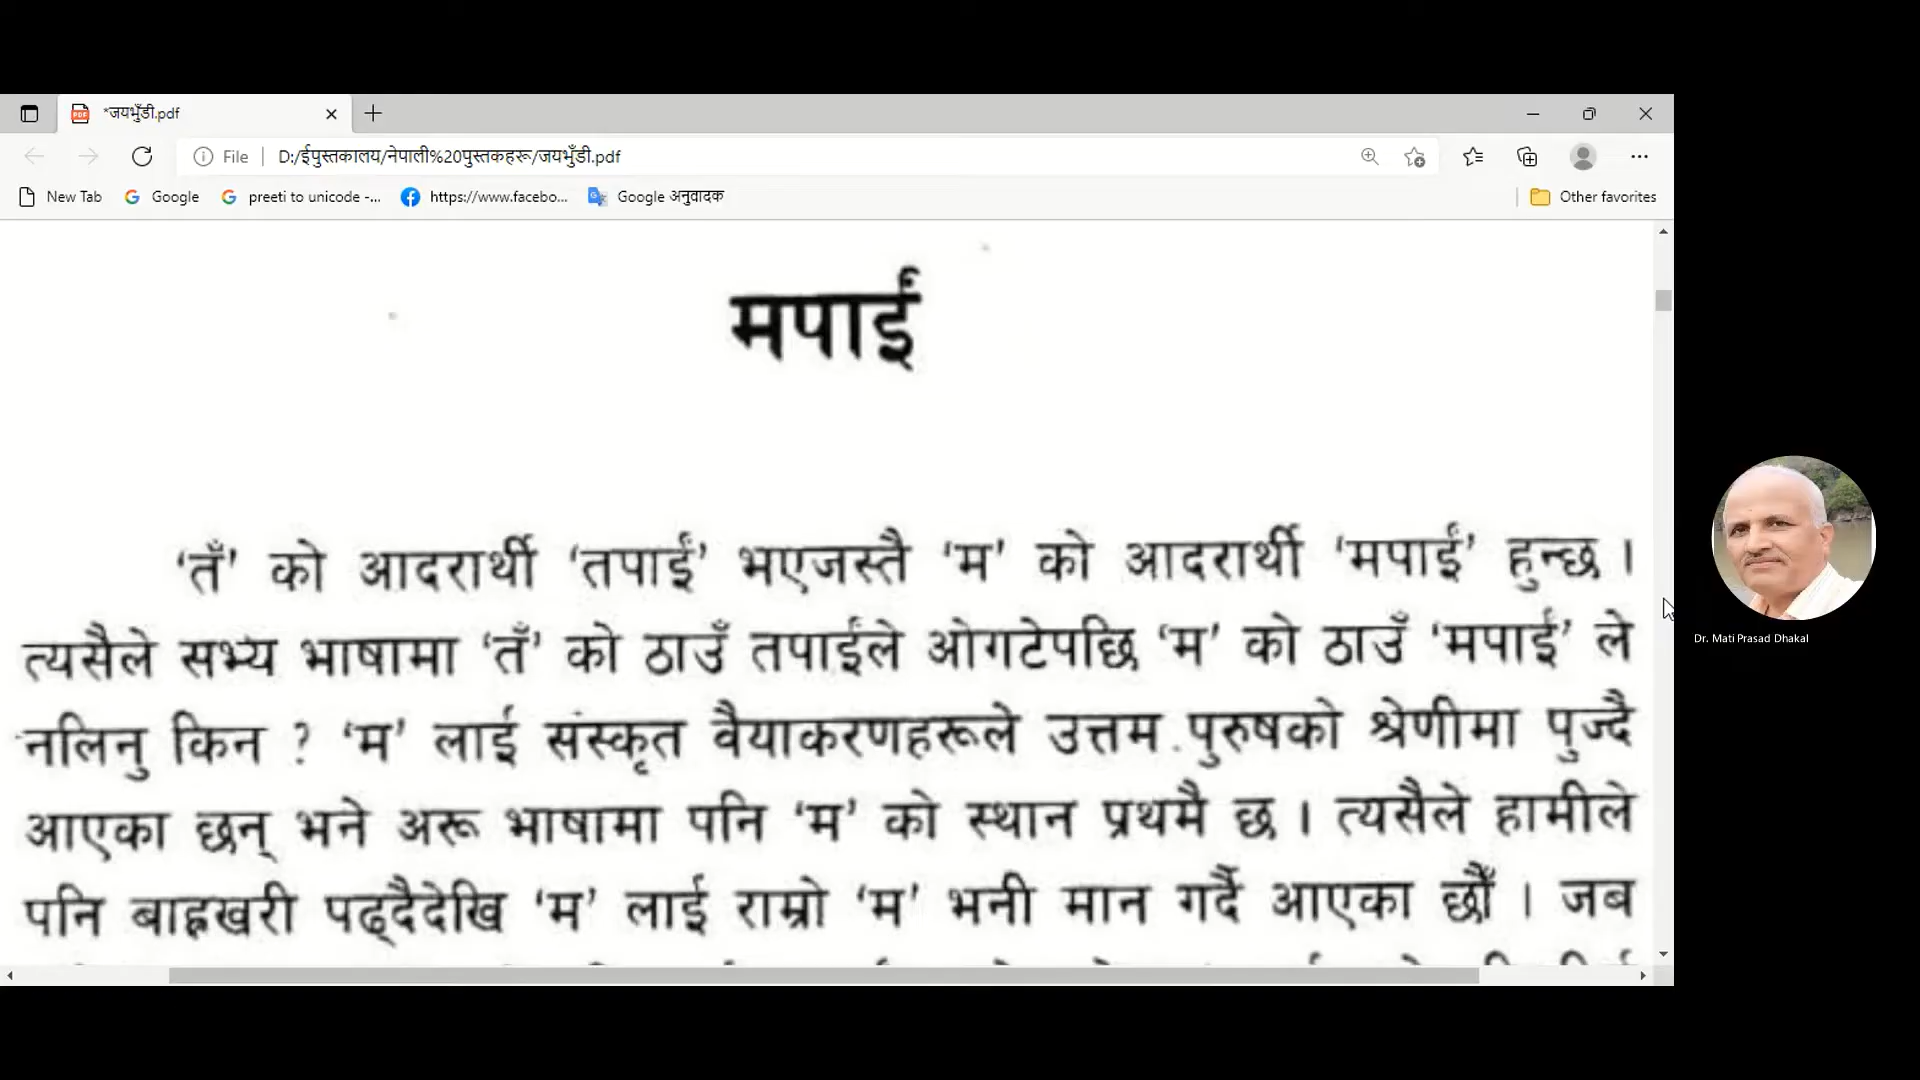 *जयभुँडी.pdf
File
D:/ईपुस्तकालय/नेपाली%20पुस्तकहरू/जयभुँडी.pdf
New Tab
Google
preeti to unicode -...
https://www.facebo...
Google अनुवादक
Other favorites
मपाईं
‘तँ’ को आदरार्थी ‘तपाईं’ भएजस्तै ‘म’ को आदरार्थी ‘मपाईं’ हुन्छ ।
त्यसैले सभ्य भाषामा ‘तँ’ को ठाउँ तपाईंले ओगटेपछि ‘म’ को ठाउँ ‘मपाईं’ ले
नलिनु किन ? ‘म’ लाई संस्कृत वैयाकरणहरूले उत्तम पुरुषको श्रेणीमा पुज्दै
आएका छन् भने अरू भाषामा पनि ‘म’ को स्थान प्रथमै छ । त्यसैले हामीले
पनि बाह्रखरी पढ्दैदेखि ‘म’ लाई राम्रो ‘म’ भनी मान गर्दै आएका छौँ । जब
Dr. Mati Prasad Dhakal